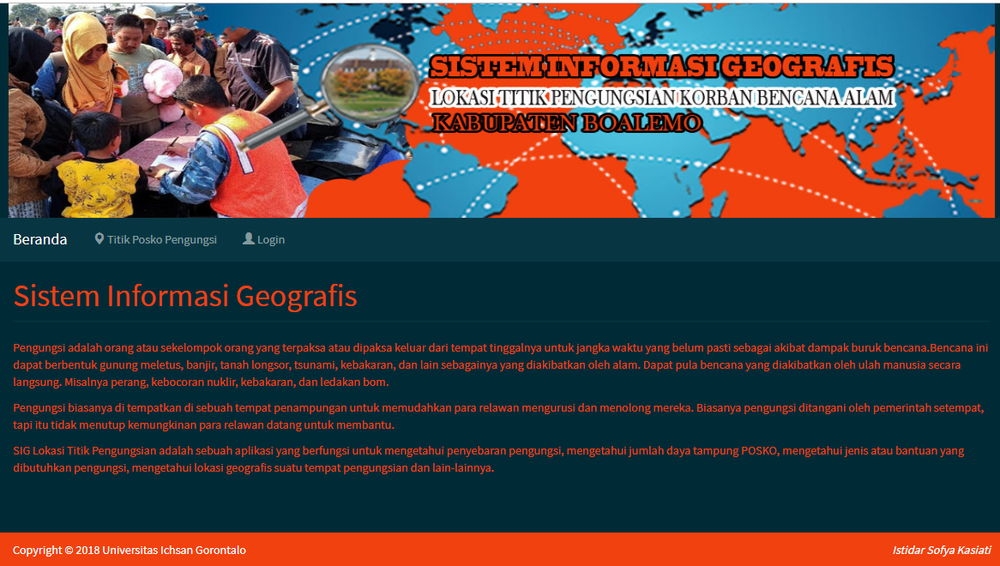 SISTEM INFORMASI GEOGRAFIS
LOKASI TITIK PENGUNGSIAN KORBAN BENCANA ALAM
KABUPATEN BOALEMO
Beranda
Titik Posko Pengungsi
Login
Sistem Informasi Geografis
Pengungsi adalah orang atau sekelompok orang yang terpaksa atau dipaksa keluar dari tempat tinggalnya untuk jangka waktu yang belum pasti sebagai akibat dampak buruk bencana.Bencana ini
dapat berbentuk gunung meletus, banjir, tanah longsor, tsunami, kebakaran, dan lain sebagainya yang diakibatkan oleh alam. Dapat pula bencana yang diakibatkan oleh ulah manusia secara
langsung. Misalnya perang, kebocoran nuklir, kebakaran, dan ledakan bom.
Pengungsi biasanya di tempatkan di sebuah tempat penampungan untuk memudahkan para relawan mengurusi dan menolong mereka. Biasanya pengungsi ditangani oleh pemerintah setempat,
tapi itu tidak menutup kemungkinan para relawan datang untuk membantu.
SIG Lokasi Titik Pengungsian adalah sebuah aplikasi yang berfungsi untuk mengetahui penyebaran pengungsi, mengetahui jumlah daya tampung POSKO, mengetahui jenis atau bantuan yang
dibutuhkan pengungsi, mengetahui lokasi geografis suatu tempat pengungsian dan lain-lainnya.
Copyright © 2018 Universitas Ichsan Gorontalo
Istidar Sofya Kasiati